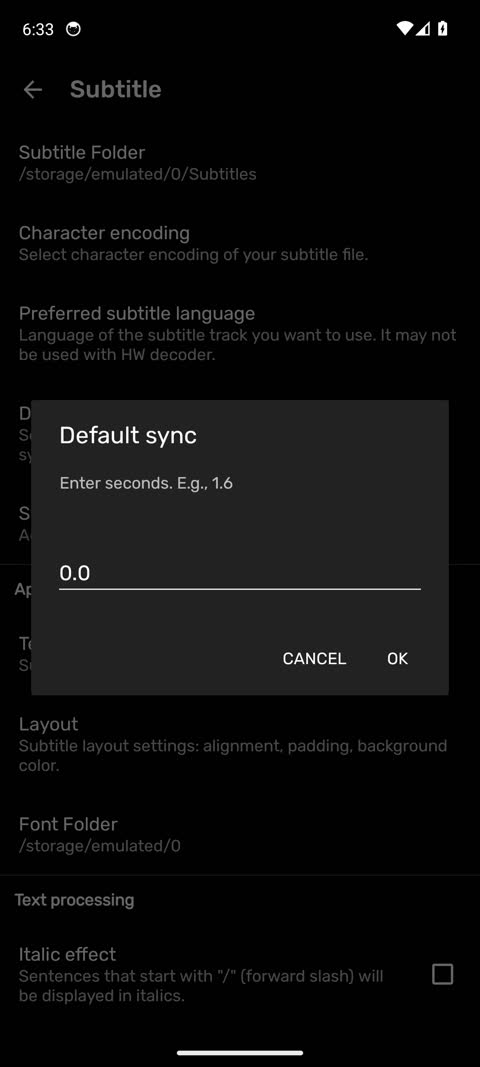 6:33
Subtitle
Subtitle Folder
/storage/emulated/0/Subtitles
Character encoding
Select character encoding of your subtitle file.
Preferred subtitle language
Language of the subtitle track you want to use. It may not
be used with HW decoder.
Default sync
Enter seconds. E.g., 1.6
0.0
CANCEL
OK
Layout
Subtitle layout settings: alignment, padding, background
color.
Font Folder
/storage/emulated/0
Text processing
Italic effect
Sentences that start with "/" (forward slash) will
be displayed in italics.